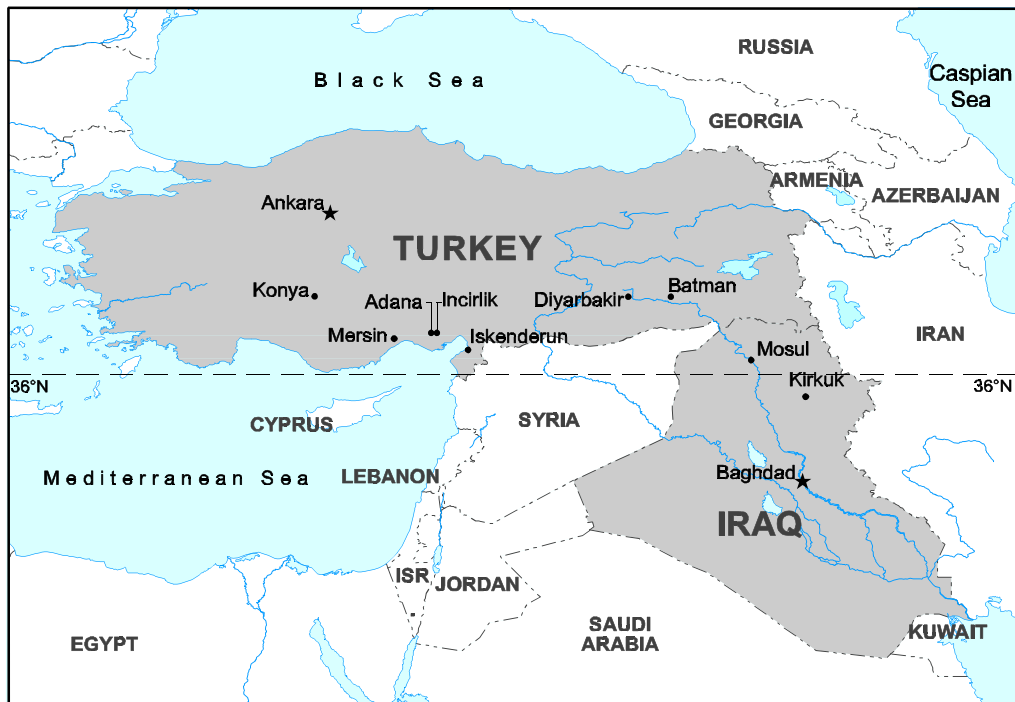 RUSSIA
Black Sea
Caspian
Sea
GEORGIA
ARMENIA
AZERBAIJAN
Ankara
TURKEY
Konya
Adana
Incirlik
Diyarbakir
Batman
Mersin
Iskenderun
IRAN
Mosul
36°N
36°N
Kirkuk
CYPRUS
SYRIA
Mediterranean Sea
LEBANON
Baghdad
IRAQ
ISR
JORDAN
EGYPT
SAUDI
ARABIA
KUWAIT